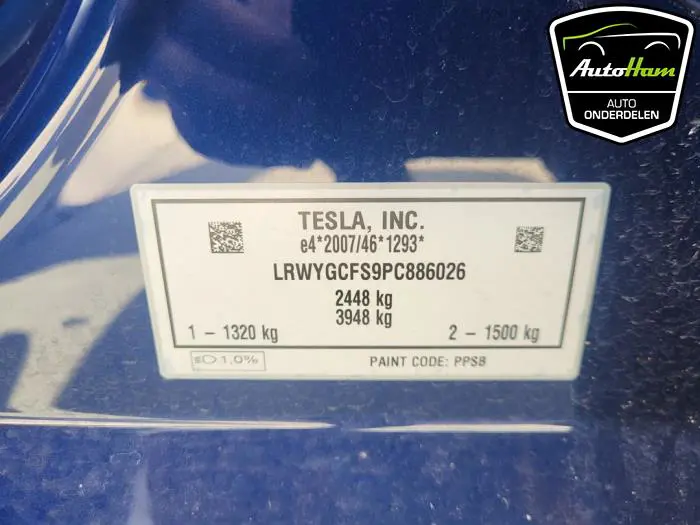 AutoHam
AUTO
ONDERDELEN
TESLA, INC.
e4*2007/46*1293*
LRWYGCFS9PC886026
2448 kg
3948 kg
1 - 1320 kg
2 - 1500 kg
1,0%
PAINT CODE: PPSB